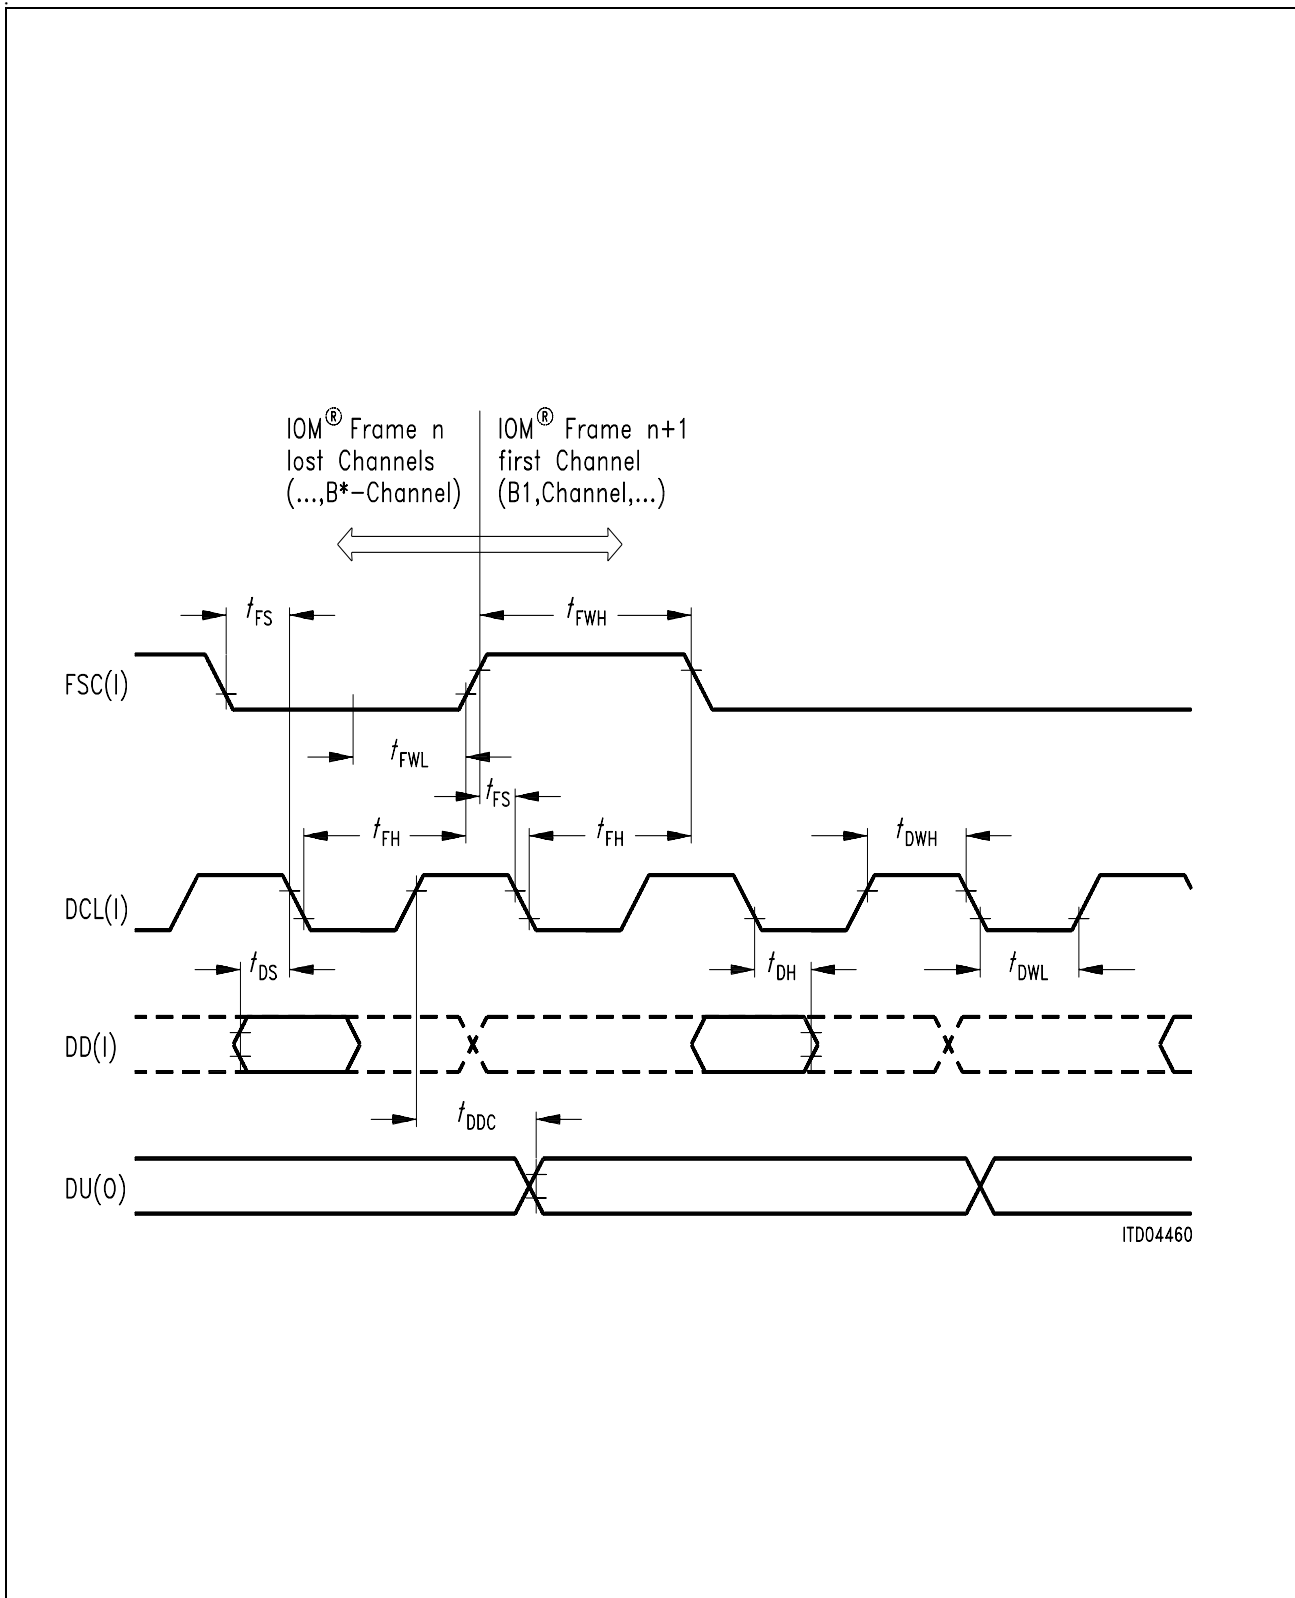 IOM® Frame n
lost Channels
(...,B*-Channel)
IOM® Frame n+1
first Channel
(B1,Channel,...)
tFS
tFWH
FSC(I)
tFWL
tFS
tFH
tFH
tDWH
DCL(I)
tDS
tDH
tDWL
DD(I)
tDDC
DU(O)
ITD04460